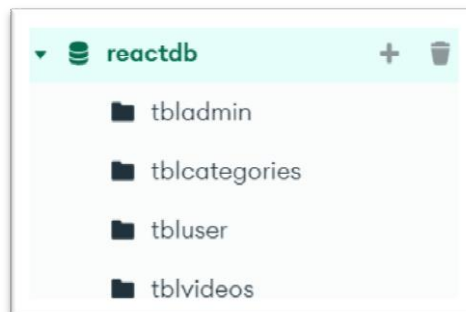 reactdb
tbladmin
tblcategories
tbluser
tblvideos